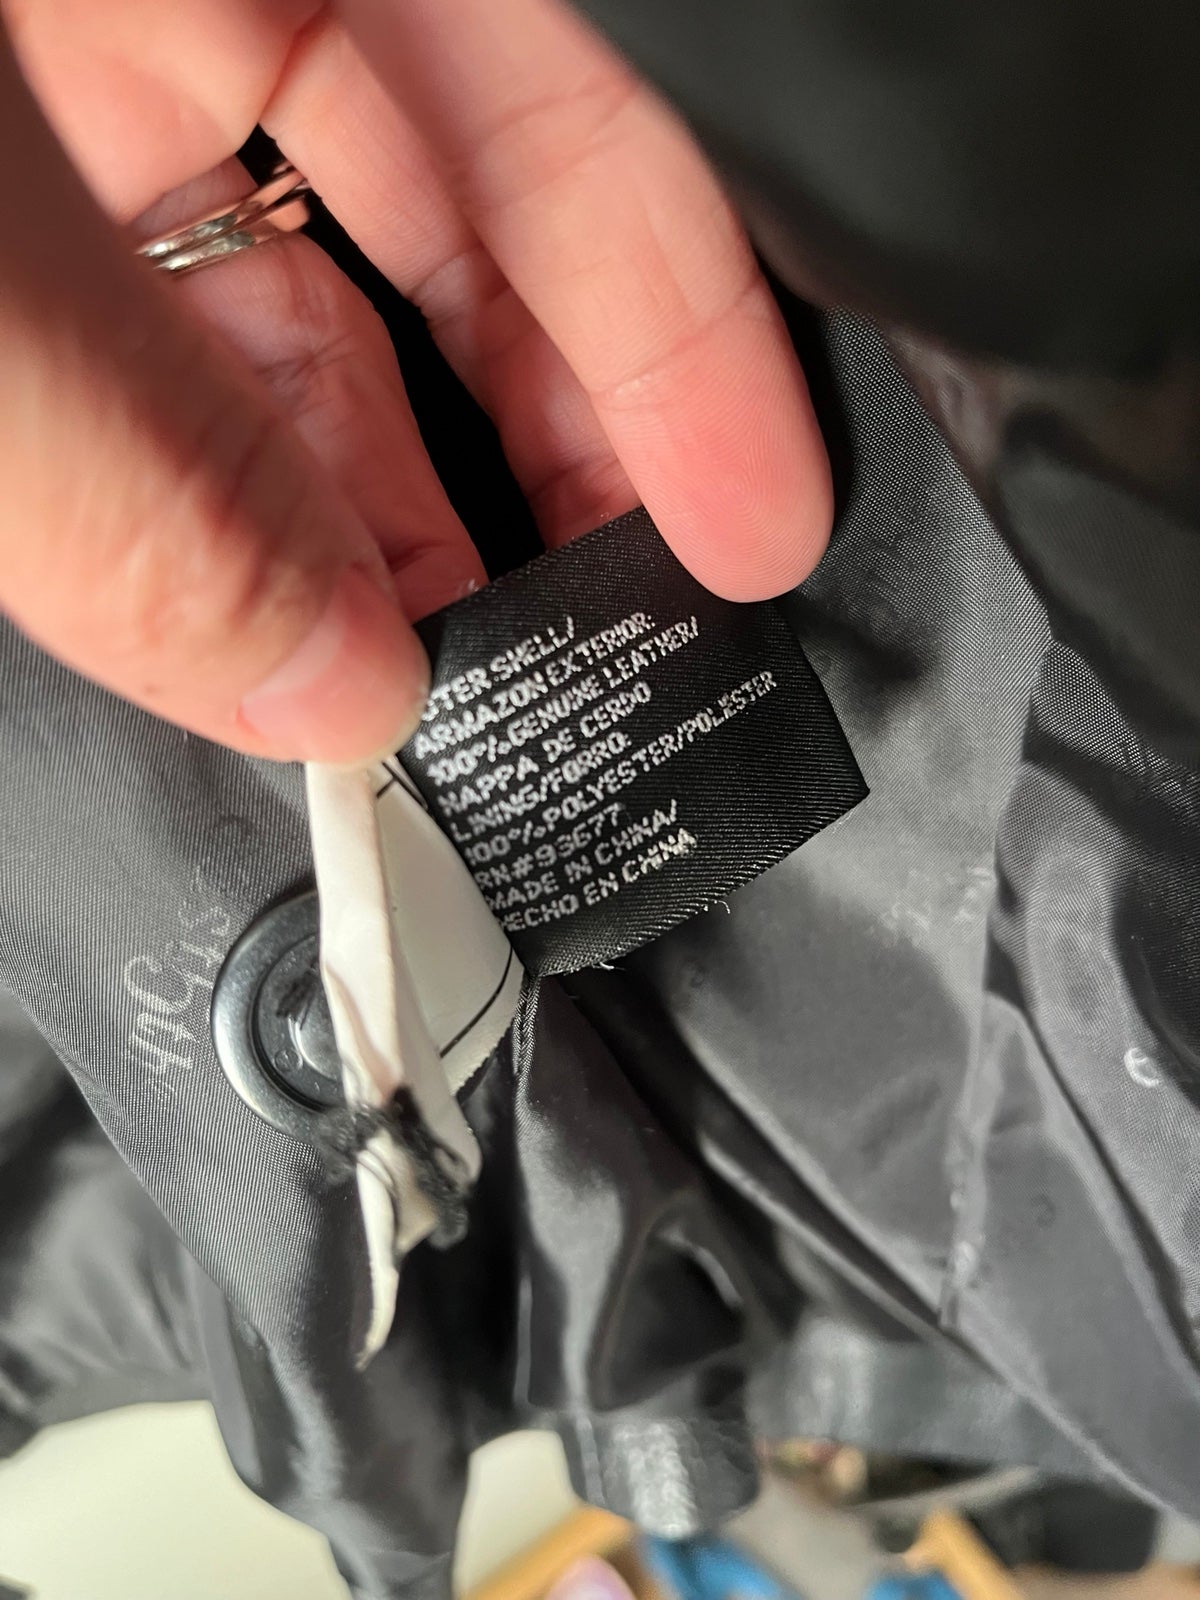 OUTER SHELL/
ARMAZON EXTERIOR:
100% GENUINE LEATHER/
NAPPA DE CERDO
LINING/FORRO:
100% POLYESTER/POLIESTER
RN#93677
MADE IN CHINA/
HECHO EN CHINA